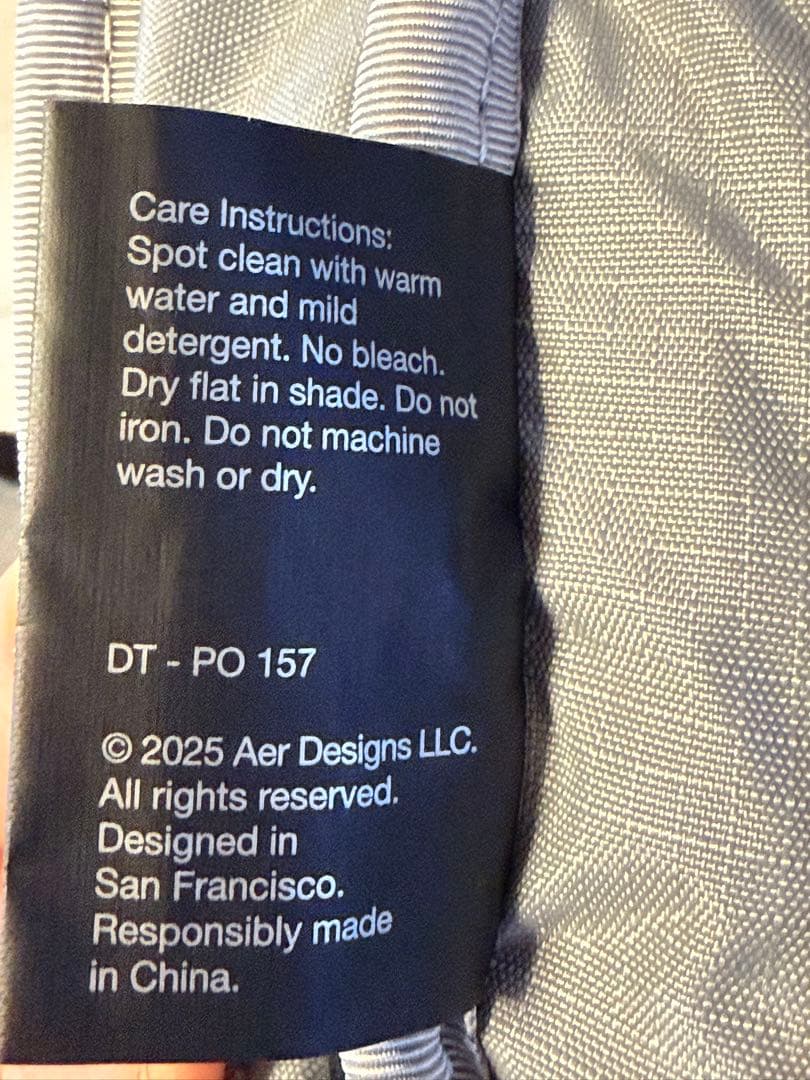 Care Instructions:
Spot clean with warm
water and mild
detergent. No bleach.
Dry flat in shade. Do not
iron. Do not machine
wash or dry.
DT - PO 157
© 2025 Aer Designs LLC.
All rights reserved.
Designed in
San Francisco.
Responsibly made
in China.